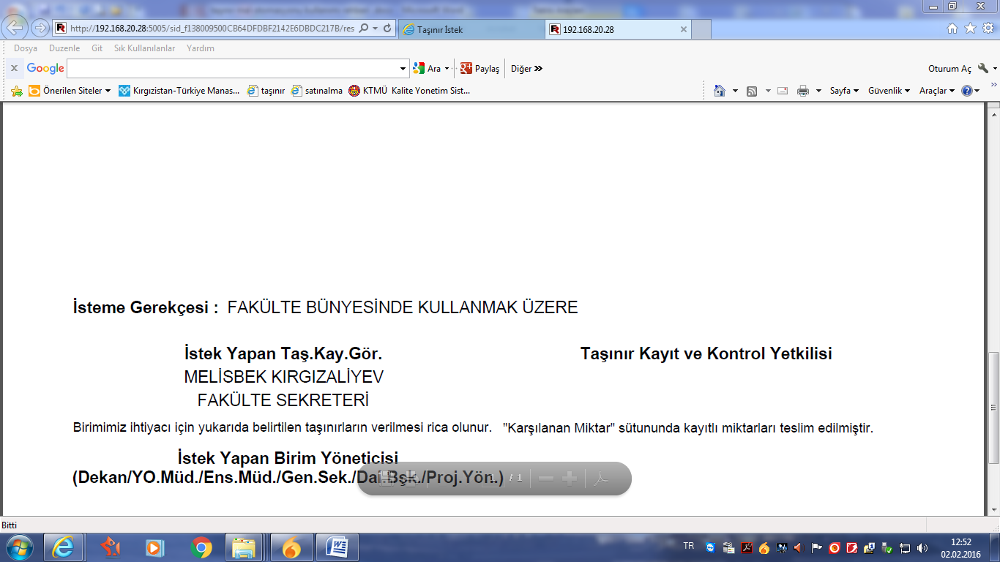 http://192.168.20.28:5005/sid_f138009500CB64DFDBF2142E6DBDC217B/res
Taşınır İstek
192.168.20.28
Dosya Duzenle Git Sık Kullanılanlar Yardım
x Google Ara Paylaş Diğer »» Oturum Aç
Önerilen Siteler Kırgızistan-Türkiye Manas... taşınır satınalma KTMÜ Kalite Yonetim Sist... Sayfa Güvenlik Araçlar
İsteme Gerekçesi : FAKÜLTE BÜNYESİNDE KULLANMAK ÜZERE
İstek Yapan Taş.Kay.Gör. Taşınır Kayıt ve Kontrol Yetkilisi
MELİSBEK KIRGIZALİYEV
FAKÜLTE SEKRETERİ
Birimimiz ihtiyacı için yukarıda belirtilen taşınırların verilmesi rica olunur. "Karşılanan Miktar" sütununda kayıtlı miktarları teslim edilmiştir.
İstek Yapan Birim Yöneticisi
(Dekan/YO.Müd./Ens.Müd./Gen.Sek./Dai.Bşk./Proj.Yön.)
1 / 1
Bitti
TR 12:52
02.02.2016